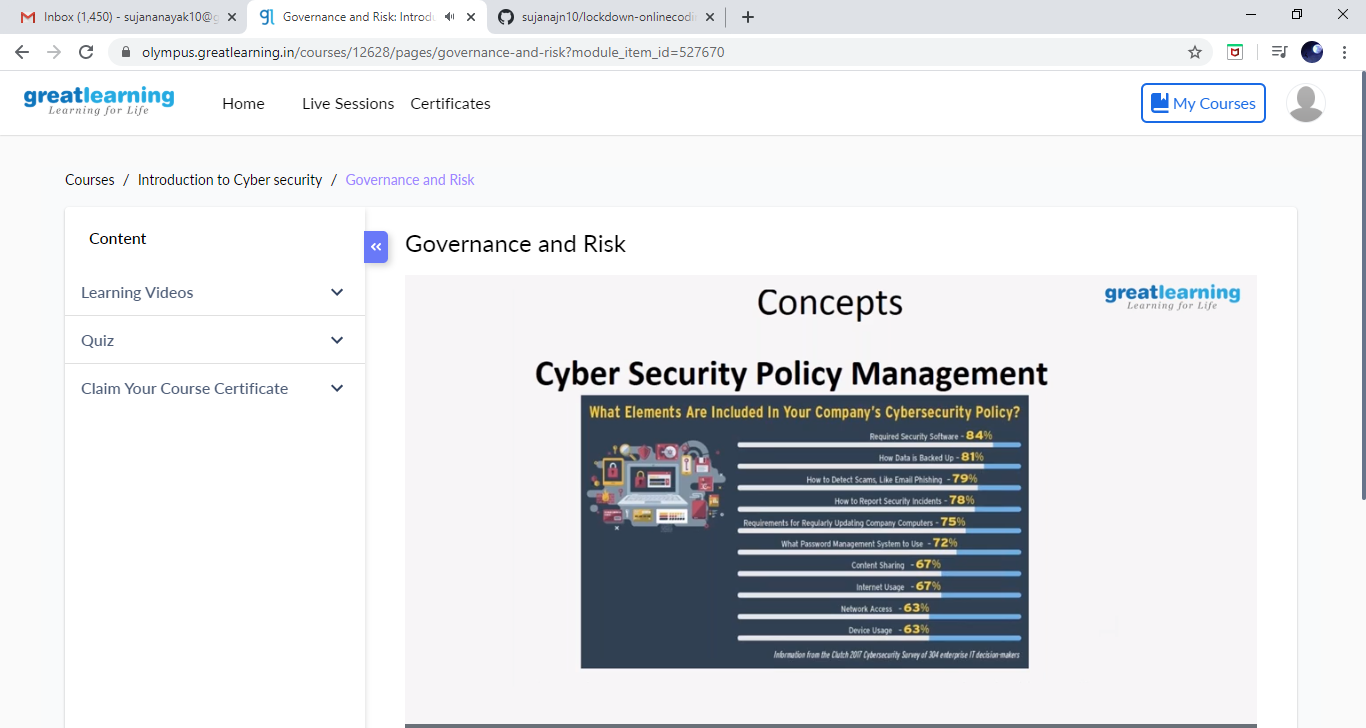 Inbox (1,450) - sujananayak10@g
Governance and Risk: Introdu
sujanajn10/lockdown-onlinecodi
olympus.greatlearning.in/courses/12628/pages/governance-and-risk?module_item_id=527670
greatlearning
Learning for Life
Home
Live Sessions
Certificates
My Courses
Courses / Introduction to Cyber security / Governance and Risk
Content
Learning Videos
Quiz
Claim Your Course Certificate
Governance and Risk
Concepts
greatlearning
Learning for Life
Cyber Security Policy Management
What Elements Are Included In Your Company's Cybersecurity Policy?
Required Security Software - 84%
How Data is Backed Up - 81%
How to Detect Scams, Like Email Phishing - 79%
How to Report Security Incidents - 78%
Requirements for Regularly Updating Company Computers - 75%
What Password Management System to Use - 72%
Content Sharing - 67%
Internet Usage - 67%
Network Access - 63%
Device Usage - 63%
Information from the Clutch 2017 Cybersecurity Survey of 304 enterprise IT decision-makers